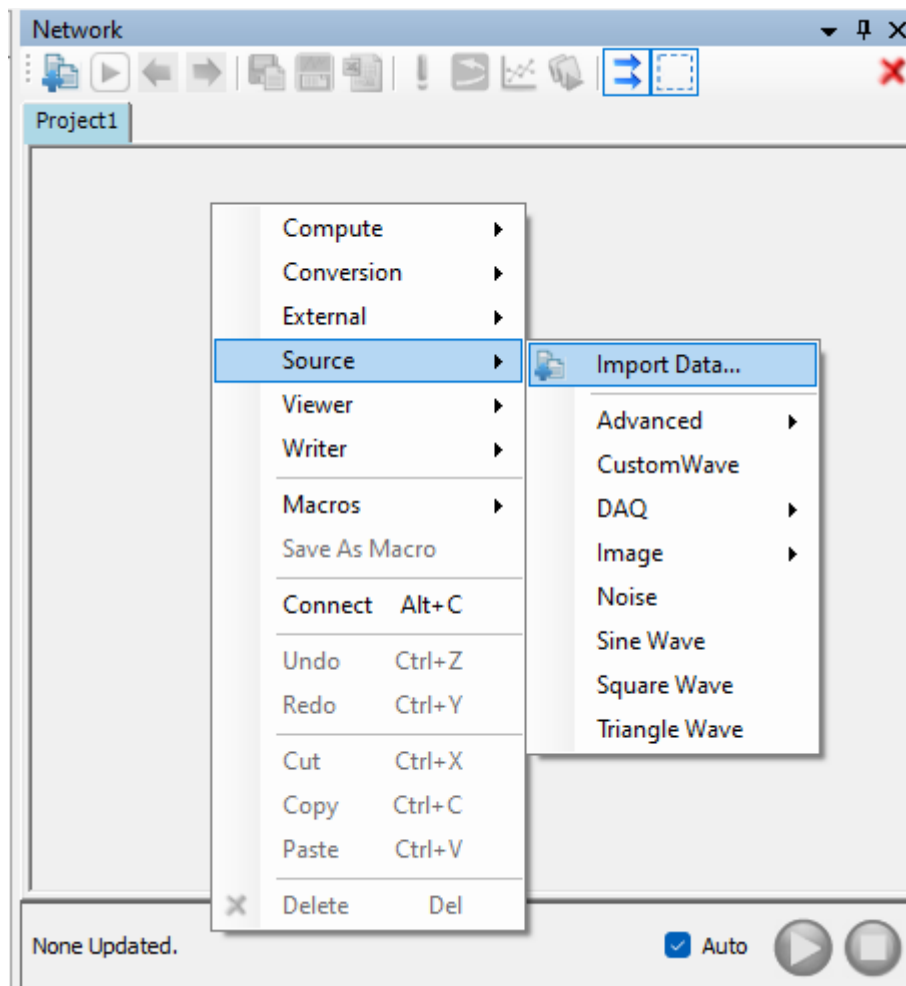 Network
Project1
Compute
Conversion
External
Source
Viewer
Writer
Macros
Save As Macro
Connect Alt+C
Undo Ctrl+Z
Redo Ctrl+Y
Cut Ctrl+X
Copy Ctrl+C
Paste Ctrl+V
Delete Del
Import Data...
Advanced
CustomWave
DAQ
Image
Noise
Sine Wave
Square Wave
Triangle Wave
None Updated.
Auto